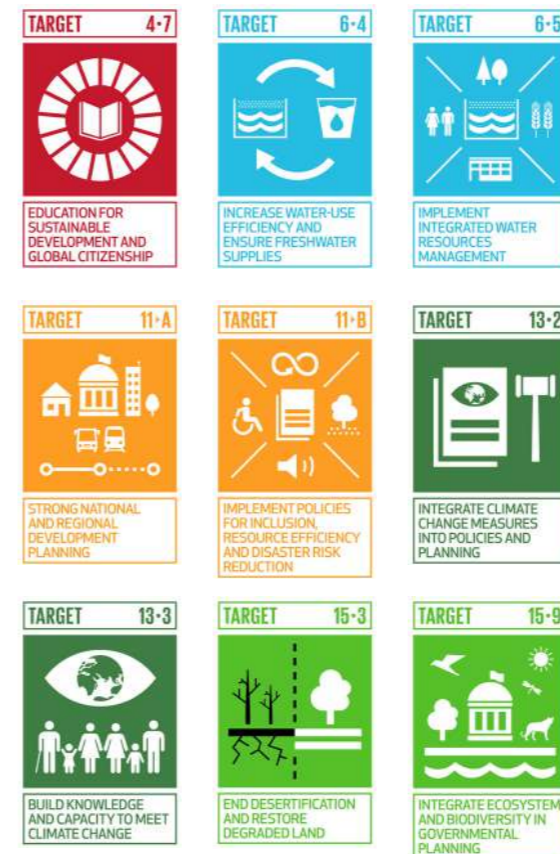 TARGET 4·7
EDUCATION FOR
SUSTAINABLE
DEVELOPMENT AND
GLOBAL CITIZENSHIP
TARGET 6·4
INCREASE WATER-USE
EFFICIENCY AND
ENSURE FRESHWATER
SUPPLIES
TARGET 6·5
IMPLEMENT
INTEGRATED WATER
RESOURCES
MANAGEMENT
TARGET 11·A
STRONG NATIONAL
AND REGIONAL
DEVELOPMENT
PLANNING
TARGET 11·B
IMPLEMENT POLICIES
FOR INCLUSION,
RESOURCE EFFICIENCY
AND DISASTER RISK
REDUCTION
TARGET 13·2
INTEGRATE CLIMATE
CHANGE MEASURES
INTO POLICIES AND
PLANNING
TARGET 13·3
BUILD KNOWLEDGE
AND CAPACITY TO MEET
CLIMATE CHANGE
TARGET 15·3
END DESERTIFICATION
AND RESTORE
DEGRADED LAND
TARGET 15·9
INTEGRATE ECOSYSTEM
AND BIODIVERSITY IN
GOVERNMENTAL
PLANNING